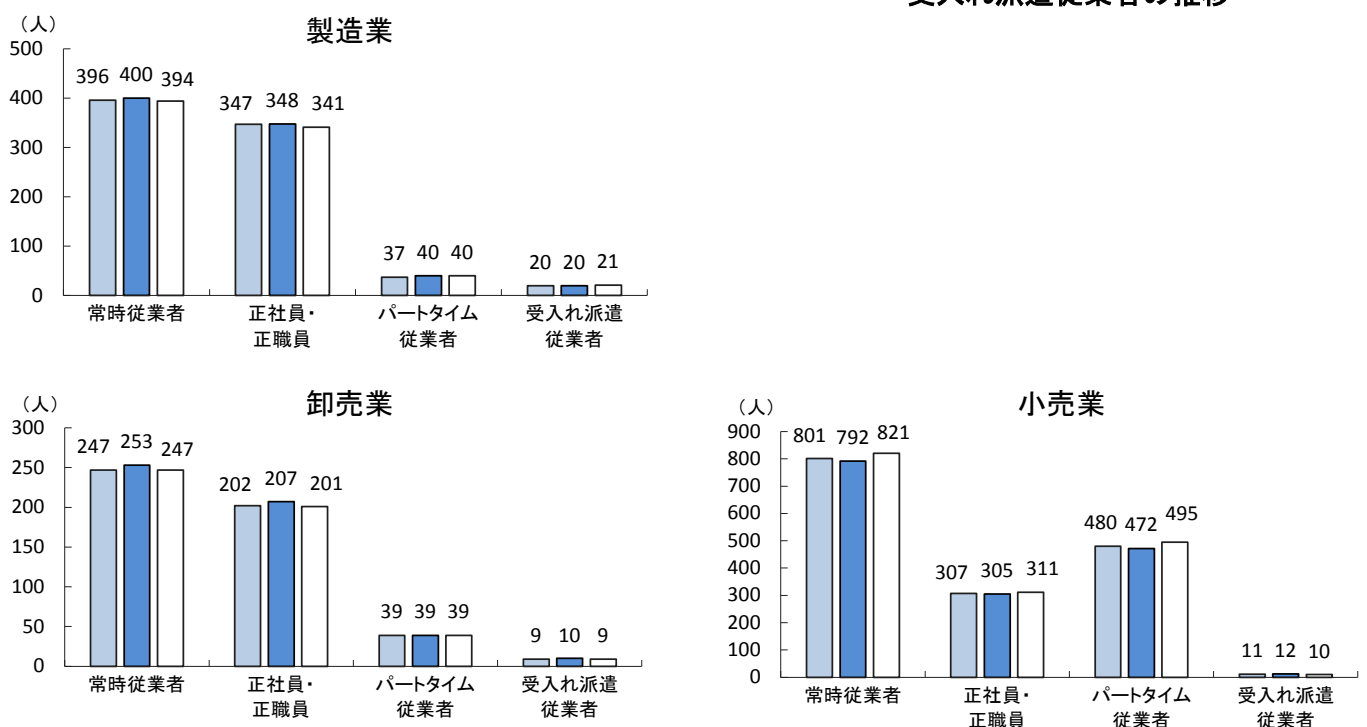 受入れ派遣従業者の推移
（人）
製造業
500
400
300
200
100
0
396 400 394
347 348 341
37 40 40
20 20 21
常時従業者 正社員・ パートタイム 受入れ派遣
正職員 従業者 従業者
（人）
卸売業
300
250
200
150
100
50
0
247 253 247
202 207 201
39 39 39
9 10 9
常時従業者 正社員・ パートタイム 受入れ派遣
正職員 従業者 従業者
（人）
小売業
900
800
700
600
500
400
300
200
100
0
801 792 821
307 305 311
480 472 495
11 12 10
常時従業者 正社員・ パートタイム 受入れ派遣
正職員 従業者 従業者